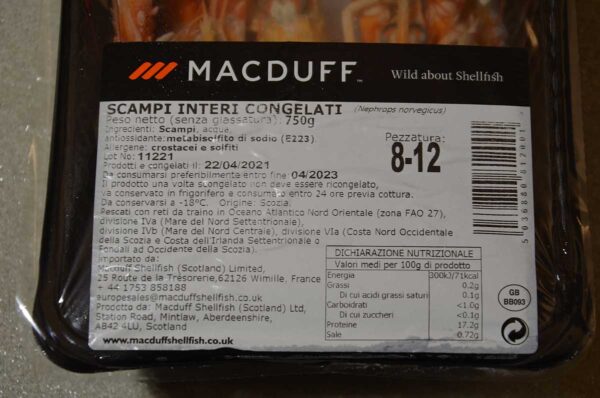 MACDUFF
Wild about Shellfish
SCAMPI INTERI CONGELATI (Nephrops norvegicus)
Peso netto (senza glassatura): 750g
Ingredienti: Scampi, acqua,
antiossidante: metabisolfito di sodio (E223)
Allergene: crostacei e solfiti
Lot No: 11221
Prodotti e congelati il: 22/04/2021
Da consumarsi preferibilmente entro fine: 04/2023
Pezzatura:
8-12
Il prodotto una volta scongelato non deve essere ricongelato,
va conservato in frigorifero e consumato entro 24 ore previa cottura.
Da conservarsi a -18°C. Origine: Scozia.
Pescati con reti da traino in Oceano Atlantico Nord Orientale (zona FAO 27),
divisione IVa (Mare del Nord Settentrionale),
divisione IVb (Mare del Nord Centrale), divisione VIa (Costa Nord Occidentale
della Scozia e Costa dell'Irlanda Settentrionale o
Fondali ad Occidente della Scozia).
Importato da:
Macduff Shellfish (Scotland) Limited,
25 Route de la Trésorerie,62126 Wimille, France
+ 44 1753 858188
europesales@macduffshellfish.co.uk
Prodotto da: Macduff Shellfish (Scotland) Ltd,
Station Road, Mintlaw, Aberdeenshire,
AB42 4LU, Scotland
www.macduffshellfish.co.uk
DICHIARAZIONE NUTRIZIONALE
Valori medi per 100g di prodotto
Energia 300kJ/71kcal
Grassi 0.2g
Di cui acidi grassi saturi 0.1g
Carboidrati <1.0g
Di cui zuccheri <0.1g
Proteine 17.2g
Sale 0.72g
GB
BB093